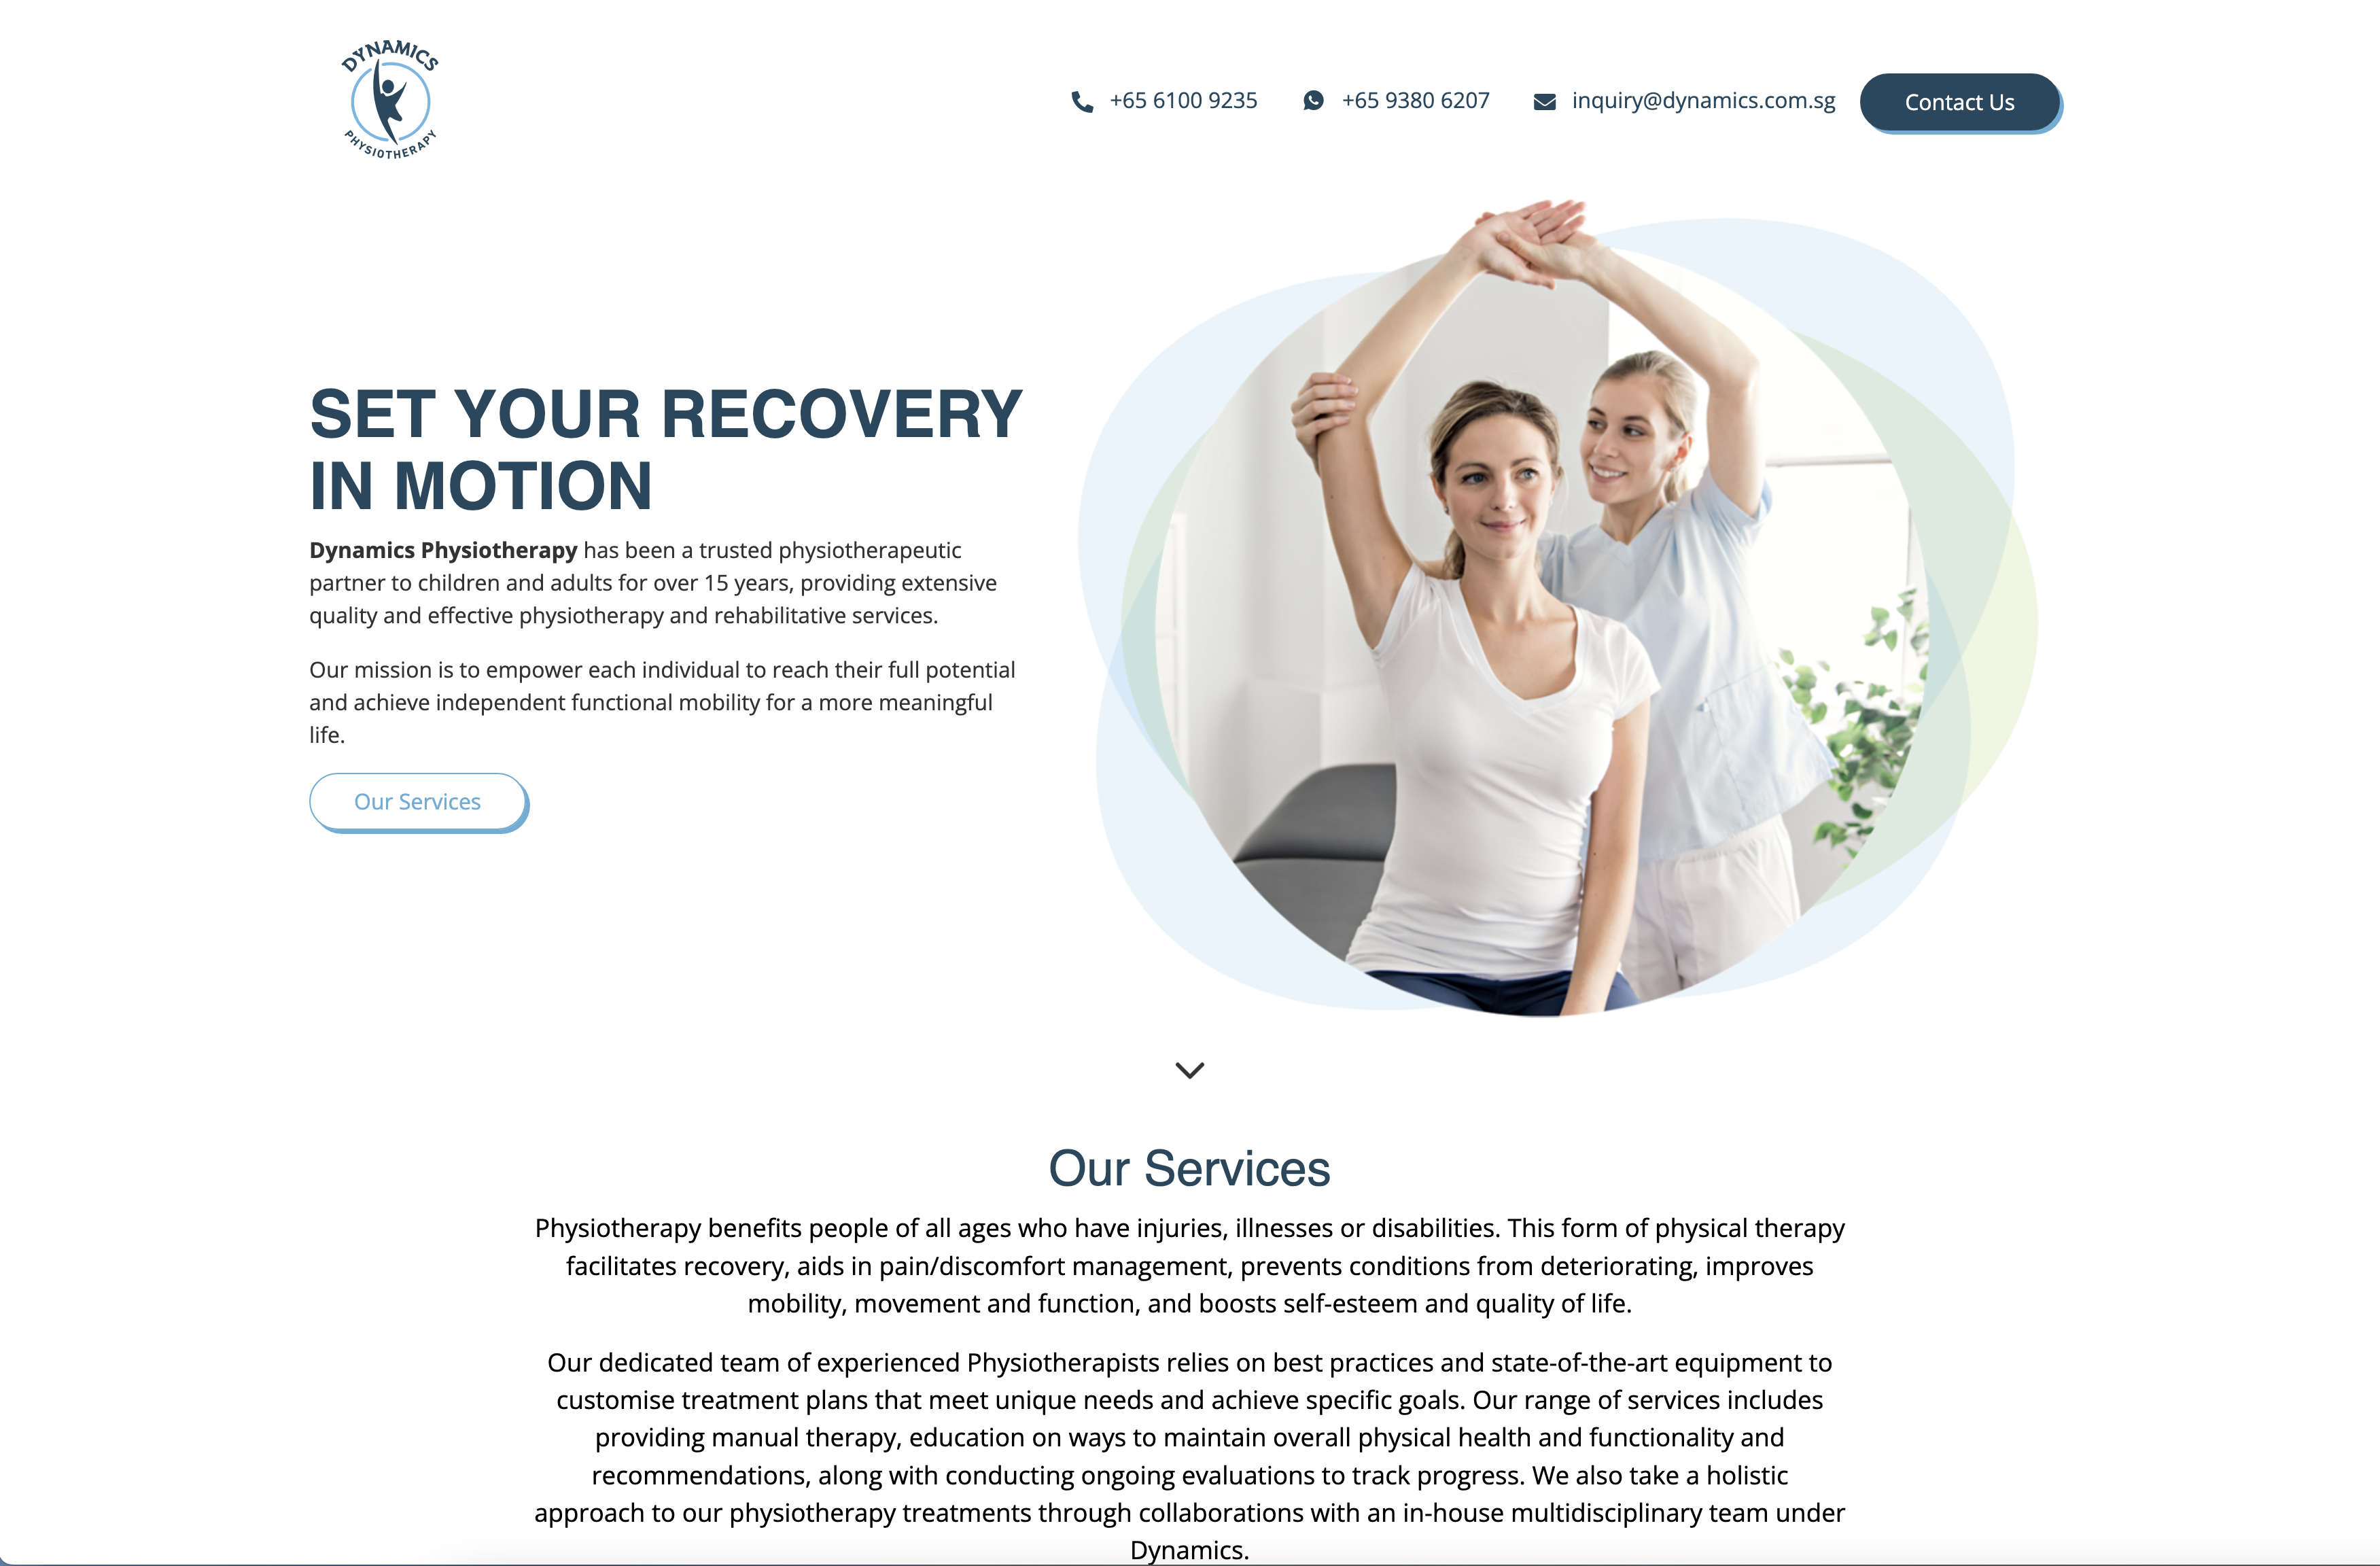 DYNAMICS
PHYSIOTHERAPY
+65 6100 9235
+65 9380 6207
inquiry@dynamics.com.sg
Contact Us
SET YOUR RECOVERY
IN MOTION
Dynamics Physiotherapy has been a trusted physiotherapeutic
partner to children and adults for over 15 years, providing extensive
quality and effective physiotherapy and rehabilitative services.
Our mission is to empower each individual to reach their full potential
and achieve independent functional mobility for a more meaningful
life.
Our Services
Our Services
Physiotherapy benefits people of all ages who have injuries, illnesses or disabilities. This form of physical therapy
facilitates recovery, aids in pain/discomfort management, prevents conditions from deteriorating, improves
mobility, movement and function, and boosts self-esteem and quality of life.
Our dedicated team of experienced Physiotherapists relies on best practices and state-of-the-art equipment to
customise treatment plans that meet unique needs and achieve specific goals. Our range of services includes
providing manual therapy, education on ways to maintain overall physical health and functionality and
recommendations, along with conducting ongoing evaluations to track progress. We also take a holistic
approach to our physiotherapy treatments through collaborations with an in-house multidisciplinary team under
Dynamics.